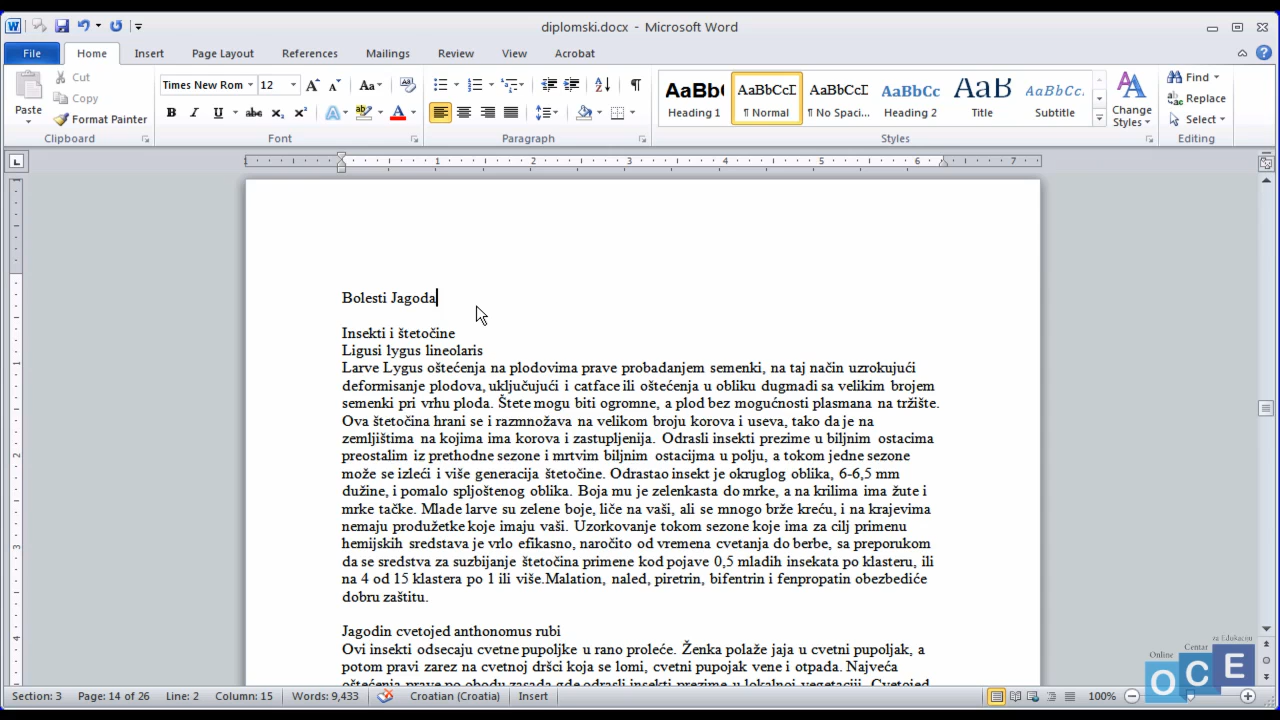 diplomski.docx - Microsoft Word
File Home Insert Page Layout References Mailings Review View Acrobat
Paste
Cut
Copy
Format Painter
Clipboard
Times New Rom 12
Font
Paragraph
AaBb( AaBbCcD AaBbCcD AaBbCc AaB AaBbCc.
Heading 1 ¶ Normal ¶ No Spaci... Heading 2 Title Subtitle
Change Styles
Styles
Find
Replace
Select
Editing
1 1 2 3 4 5 6 7
Bolesti Jagoda
Insekti i štetočine
Ligusi lygus lineolaris
Larve Lygus oštećenja na plodovima prave probadanjem semenki, na taj način uzrokujući
deformisanje plodova, uključujući i catface ili oštećenja u obliku dugmadi sa velikim brojem
semenki pri vrhu ploda. Štete mogu biti ogromne, a plod bez mogućnosti plasmana na tržište.
Ova štetočina hrani se i razmnožava na velikom broju korova i useva, tako da je na
zemljištima na kojima ima korova i zastupljenija. Odrasli insekti prezime u biljnim ostacima
preostalim iz prethodne sezone i mrtvim biljnim ostacijma u polju, a tokom jedne sezone
može se izleći i više generacija štetočine. Odrastao insekt je okruglog oblika, 6-6,5 mm
dužine, i pomalo spljoštenog oblika. Boja mu je zelenkasta do mrke, a na krilima ima žute i
mrke tačke. Mlade larve su zelene boje, liče na vaši, ali se mnogo brže kreću, i na krajevima
nemaju produžetke koje imaju vaši. Uzorkovanje tokom sezone koje ima za cilj primenu
hemijskih sredstava je vrlo efikasno, naročito od vremena cvetanja do berbe, sa preporukom
da se sredstva za suzbijanje štetočina primene kod pojave 0,5 mladih insekata po klasteru, ili
na 4 od 15 klastera po 1 ili više.Malation, naled, piretrin, bifentrin i fenpropatin obezbediće
dobru zaštitu.
Jagodin cvetojed anthonomus rubi
Ovi insekti odsecaju cvetne pupoljke u rano proleće. Ženka polaže jaja u cvetni pupoljak, a
potom pravi zarez na cvetnoj dršci koja se lomi, cvetni pupojak vene i otpada. Najveća
oštećenja prave po obodu zasada gde odrasli insekti prezime u lokalnoj vegetaciji. Cvetojed
Online Centar
OCE
Section: 3 Page: 14 of 26 Line: 2 Column: 15 Words: 9,433 Croatian (Croatia) Insert 100%